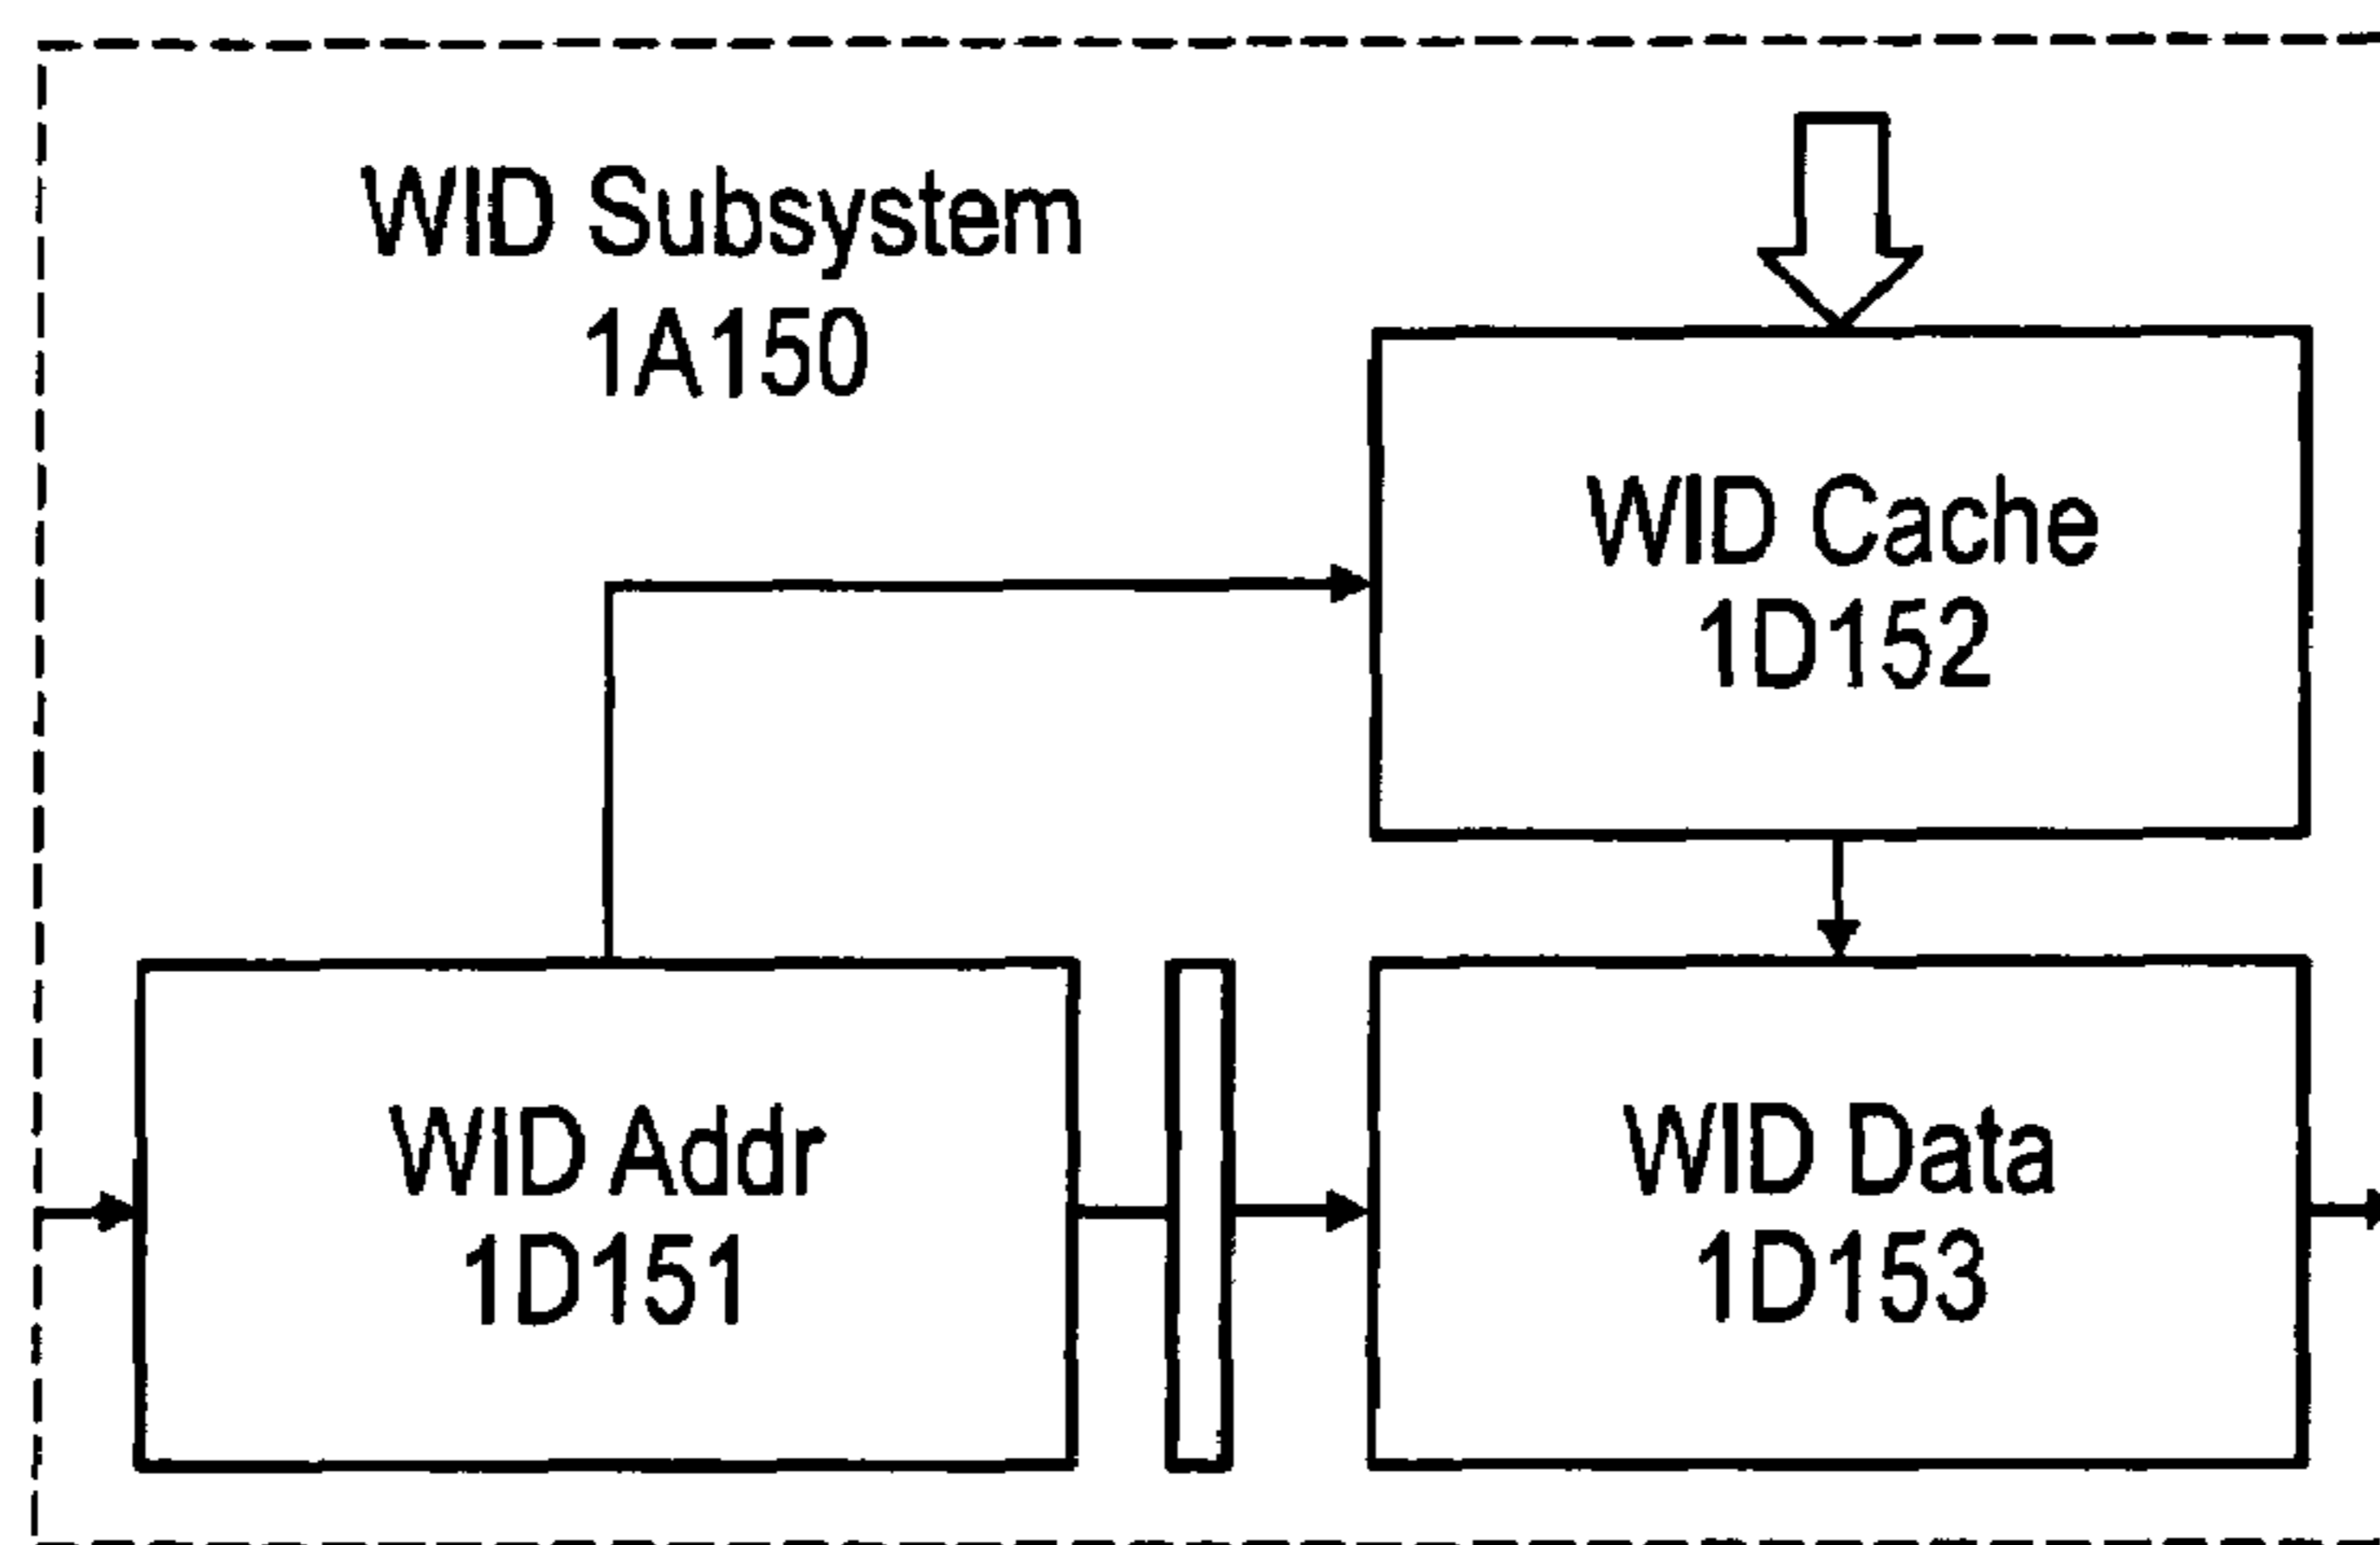 WID Subsystem
1A150
WID Cache
1D152
WID Addr
1D151
WID Data
1D153